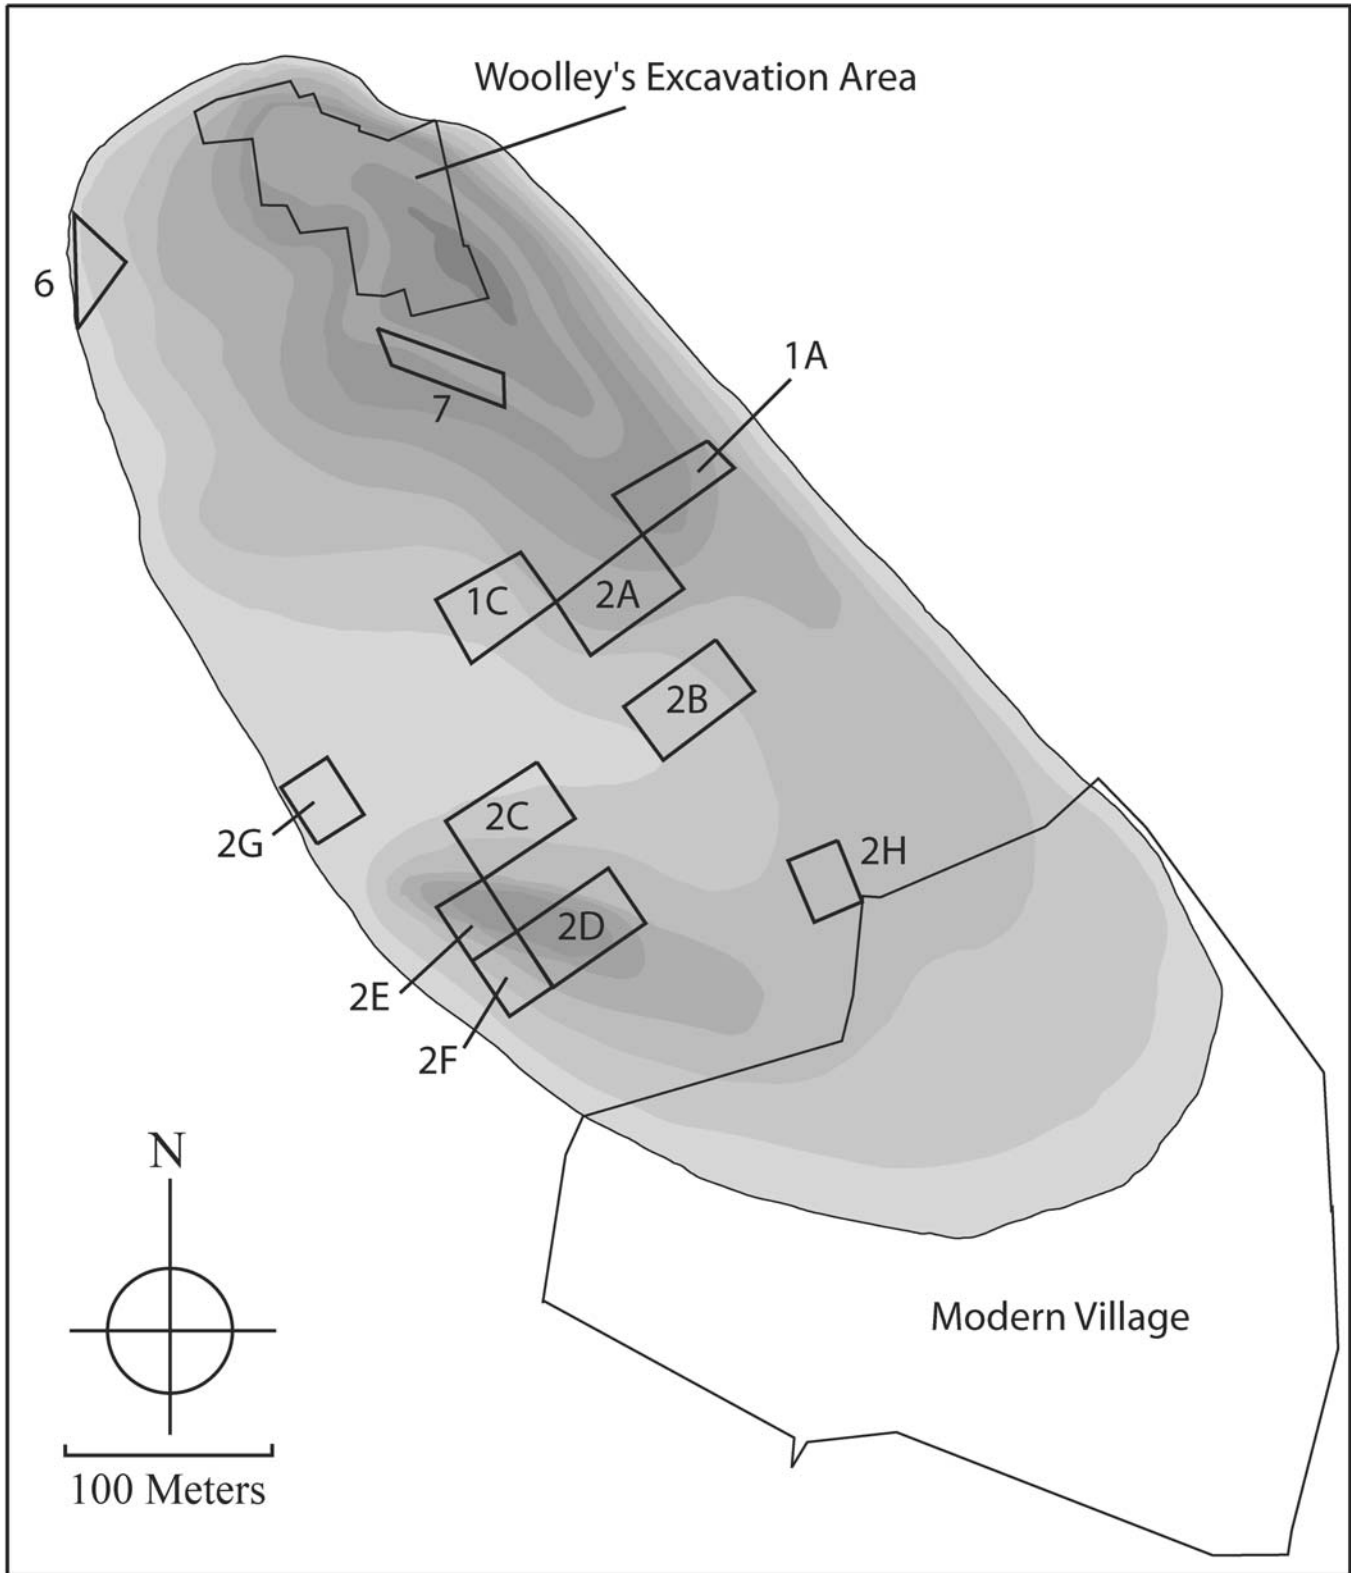 Woolley's Excavation Area
6
1A
7
1C
2A
2B
2C
2G
2H
2D
2E
2F
N
Modern Village
100 Meters